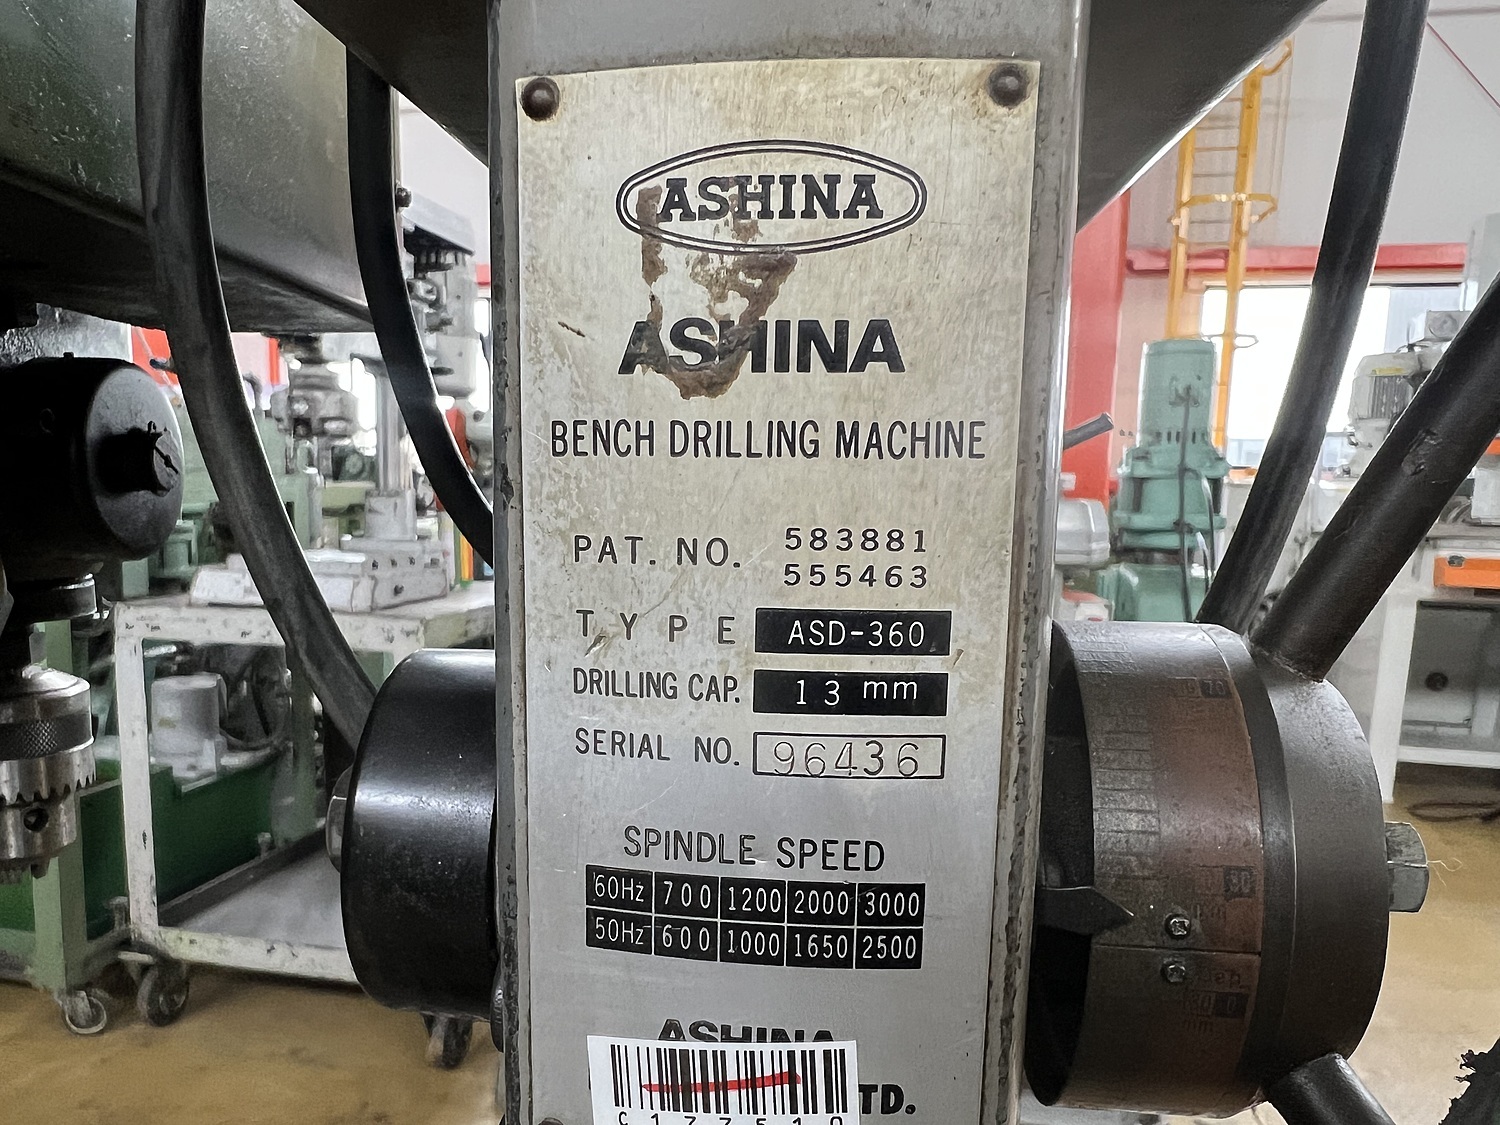 ASHINA
ASHINA
BENCH DRILLING MACHINE
PAT. NO. 583881
555463
TYPE ASD-360
DRILLING CAP. 13 mm
SERIAL NO. 96436
SPINDLE SPEED
60Hz 700 1200 2000 3000
50Hz 600 1000 1650 2500
ASHINA
LTD.